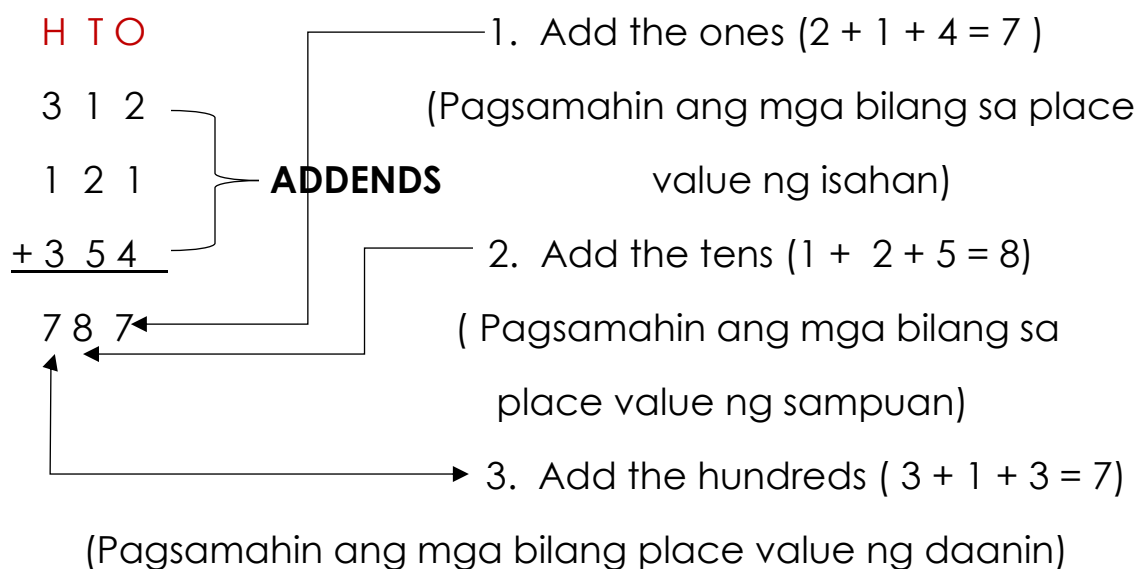 H T O 1. Add the ones (2 + 1 + 4 = 7 )
3 1 2 (Pagsamahin ang mga bilang sa place
1 2 1 ADDENDS value ng isahan)
+ 3 5 4 2. Add the tens (1 + 2 + 5 = 8)
7 8 7 ( Pagsamahin ang mga bilang sa
place value ng sampuan)
3. Add the hundreds ( 3 + 1 + 3 = 7)
(Pagsamahin ang mga bilang place value ng daanin)